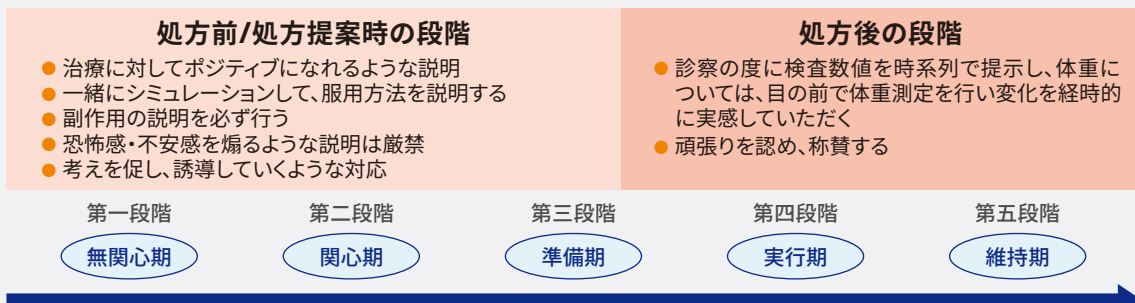 処方前/処方提案時の段階
● 治療に対してポジティブになれるような説明
● 一緒にシミュレーションして、服用方法を説明する
● 副作用の説明を必ず行う
● 恐怖感・不安感を煽るような説明は厳禁
● 考えを促し、誘導していくような対応
処方後の段階
● 診察の度に検査数値を時系列で提示し、体重に
ついては、目の前で体重測定を行い変化を経時的
に実感していただく
● 頑張りを認め、称賛する
第一段階
第二段階
第三段階
第四段階
第五段階
無関心期
関心期
準備期
実行期
維持期